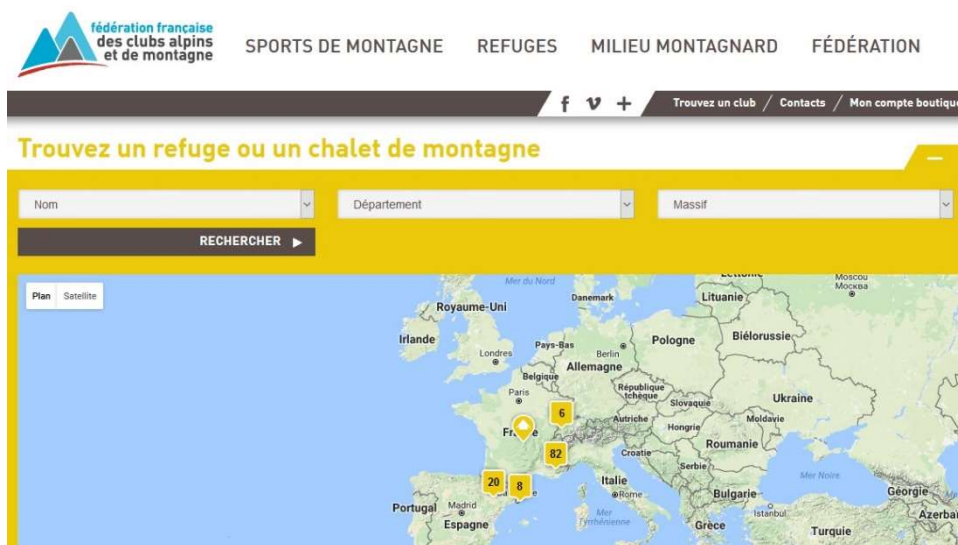 fédération française
des clubs alpins
et de montagne
SPORTS DE MONTAGNE REFUGES MILIEU MONTAGNARD FÉDÉRATION
Trouvez un club / Contacts / Mon compte boutique
Trouvez un refuge ou un chalet de montagne
Nom Département Massif
RECHERCHER
Plan Satellite
Mer du Nord
Lettonie
Moscou
Москва
Danemark
Lituanie
Royaume-Uni
Irlande
Pays-Bas
Berlin
Pologne
Biélorussie
Londres
Allemagne
Belgique
République
tchèque
Paris
Slovaquie
Ukraine
6
Autriche
Moldavie
Hongrie
82
Croatie
Roumanie
Serbie
20
8
Italie
Mer Noire
Rome
Bulgarie
Géorgie
Portugal
Madrid
Mer
Tyrrhénienne
Istanbul
Azerba
Espagne
Grèce
Turquie